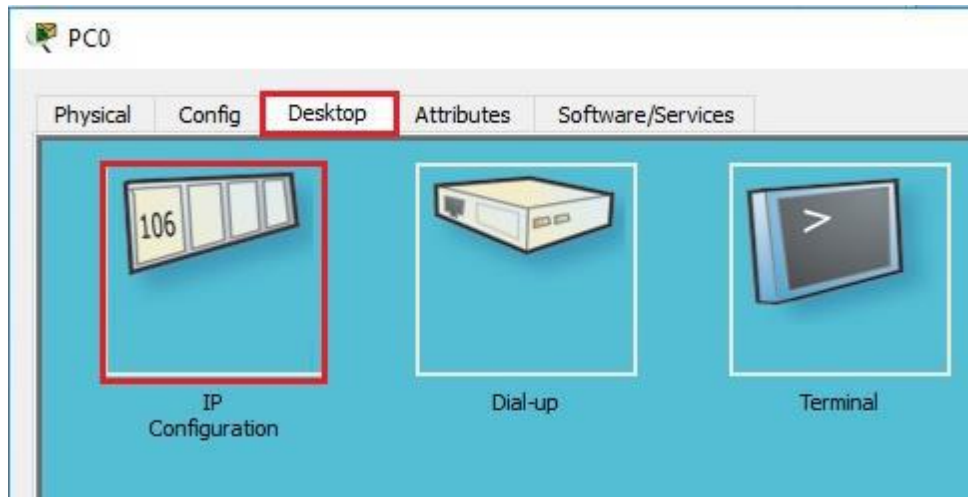 PC0
Physical Config Desktop Attributes Software/Services
106
>
IP
Configuration
Dial-up
Terminal